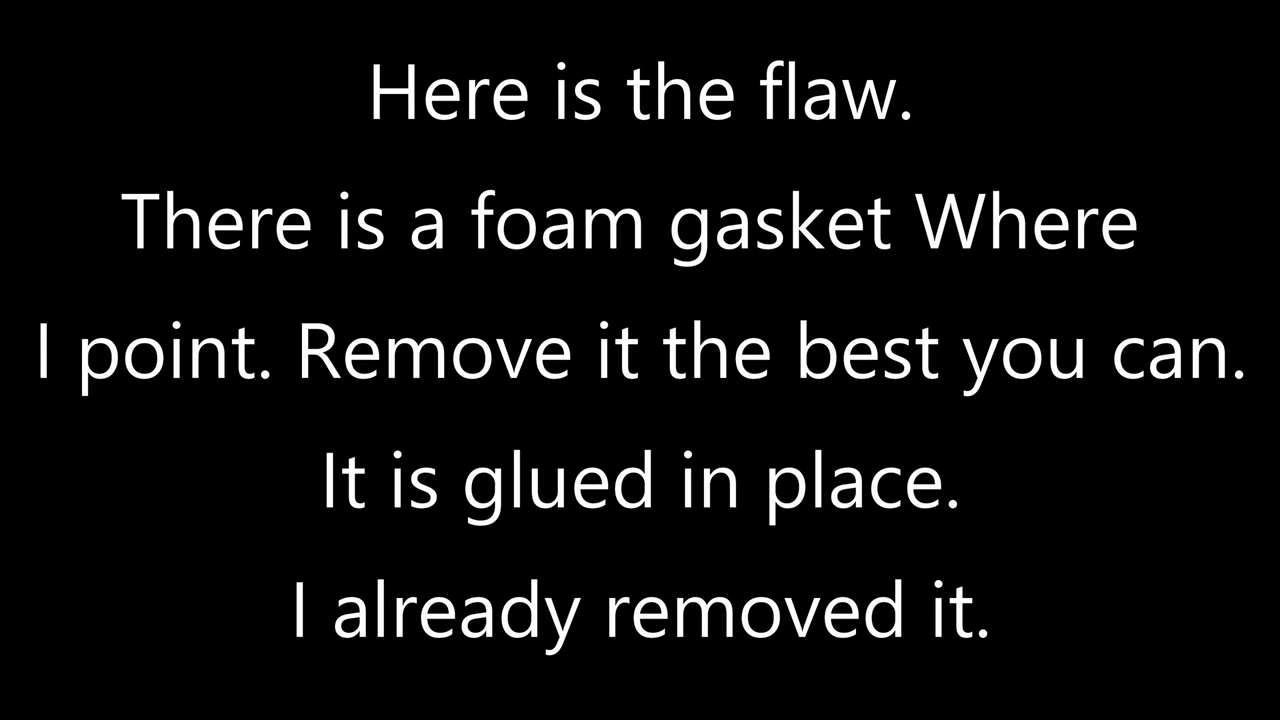 Here is the flaw.
There is a foam gasket Where
I point. Remove it the best you can.
It is glued in place.
I already removed it.